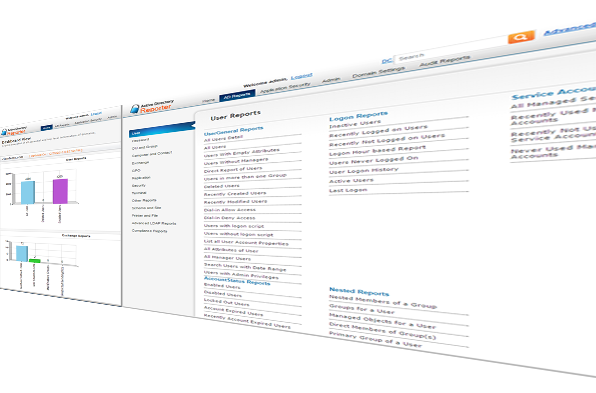 Active Directory
Reporter
Welcome admin, Logout
DC Search
Advanced
Home AD Reports Application Security Admin Domain Settings Audit Reports
User
Dashboard
OU and Group
Computer and Contact
Exchange
GPO
Replication
Security
Terminal
Other Reports
Schema and Site
Printer and File
Advanced LDAP Reports
Compliance Reports
User Reports
UserGeneral Reports
All Users Detail
All Users
Users With Empty Attributes
Users Without Managers
Direct Report of Users
Users in more than one Group
Deleted Users
Recently Created Users
Recently Modified Users
Dial-in Allow Access
Dial-in Deny Access
Users with logon script
Users without logon script
List all User Account Properties
All Attributes of User
All Manager Users
Search Users with Date Range
Users with Admin Privileges
AccountStatus Reports
Enabled Users
Disabled Users
Locked Out Users
Account Expired Users
Recently Account Expired Users
Logon Reports
Inactive Users
Recently Logged on Users
Recently Not Logged on Users
Logon Hour based Report
Users Never Logged On
User Logon History
Active Users
Last Logon
Nested Reports
Nested Members of a Group
Groups for a User
Managed Objects for a User
Direct Members of Group(s)
Primary Group of a User
Service Accou
All Managed Se
Recently Used M
Accounts
Recently Not Us
Accounts
Never Used Ma
Accounts
User Reports
Exchange Reports